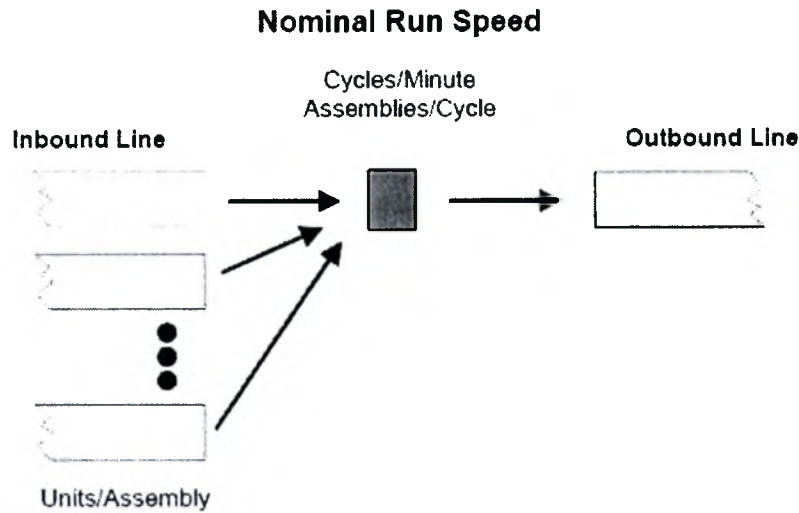 Nominal Run Speed
Cycles/Minute
Assemblies/Cycle
Inbound Line
Outbound Line
Units/Assembly